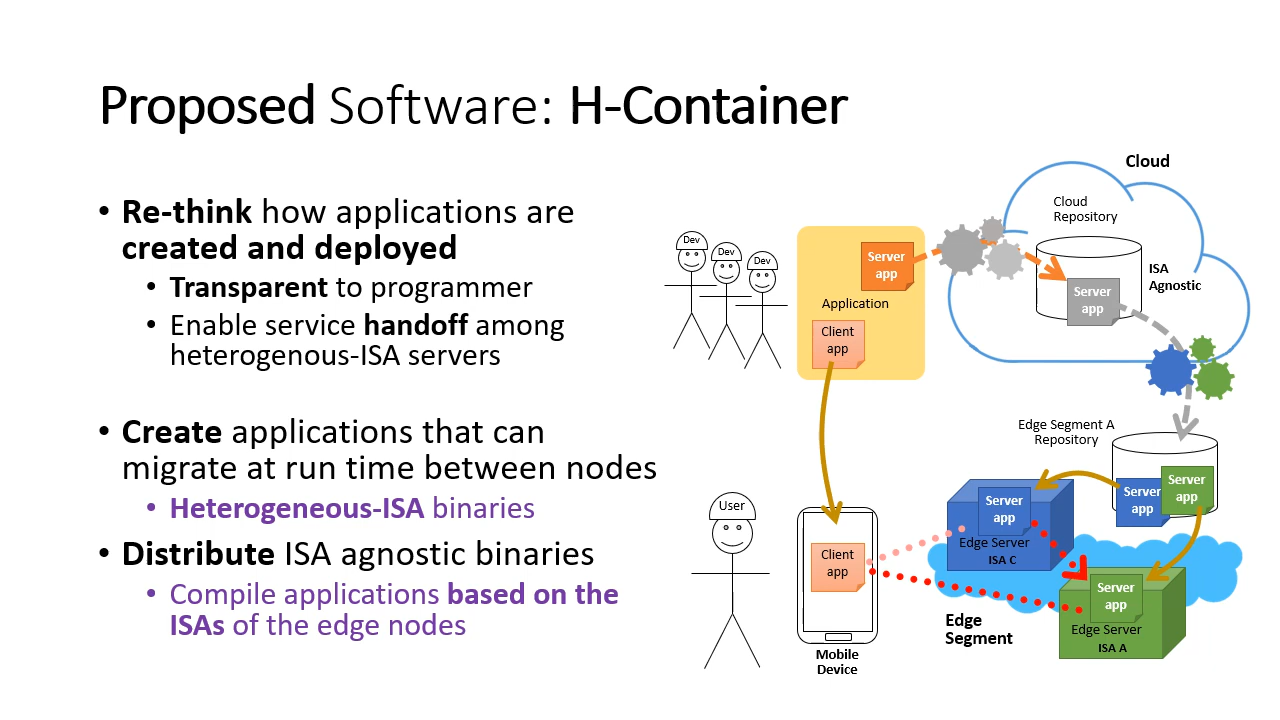 Proposed Software: H-Container
• Re-think how applications are
created and deployed
• Transparent to programmer
• Enable service handoff among
heterogenous-ISA servers
• Create applications that can
migrate at run time between nodes
• Heterogeneous-ISA binaries
• Distribute ISA agnostic binaries
• Compile applications based on the
ISAs of the edge nodes
Dev
Dev
Dev
Server
app
Application
Client
app
Cloud
Cloud
Repository
ISA
Agnostic
Server
app
Edge Segment A
Repository
Server
app
Server
app
User
Client
app
Mobile
Device
Server
app
Edge Server
ISA C
Server
app
Edge Server
ISA A
Edge
Segment